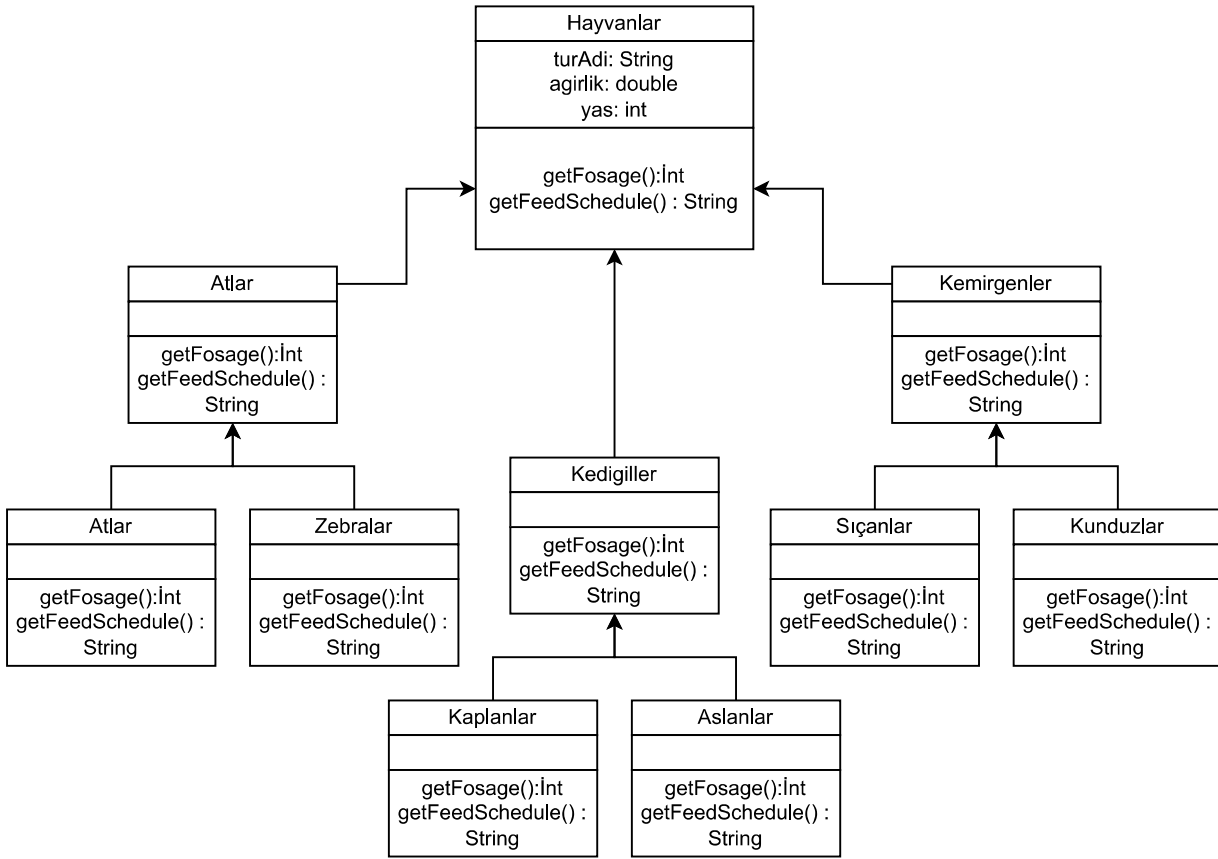 Hayvanlar
turAdi: String
agirlik: double
yas: int
getFosage():İnt
getFeedSchedule() : String
Atlar
getFosage():İnt
getFeedSchedule() :
String
Kemirgenler
getFosage():İnt
getFeedSchedule() :
String
Kedigiller
getFosage():İnt
getFeedSchedule() :
String
Atlar
getFosage():İnt
getFeedSchedule() :
String
Zebralar
getFosage():İnt
getFeedSchedule() :
String
Sıçanlar
getFosage():İnt
getFeedSchedule() :
String
Kunduzlar
getFosage():İnt
getFeedSchedule() :
String
Kaplanlar
getFosage():İnt
getFeedSchedule() :
String
Aslanlar
getFosage():İnt
getFeedSchedule() :
String